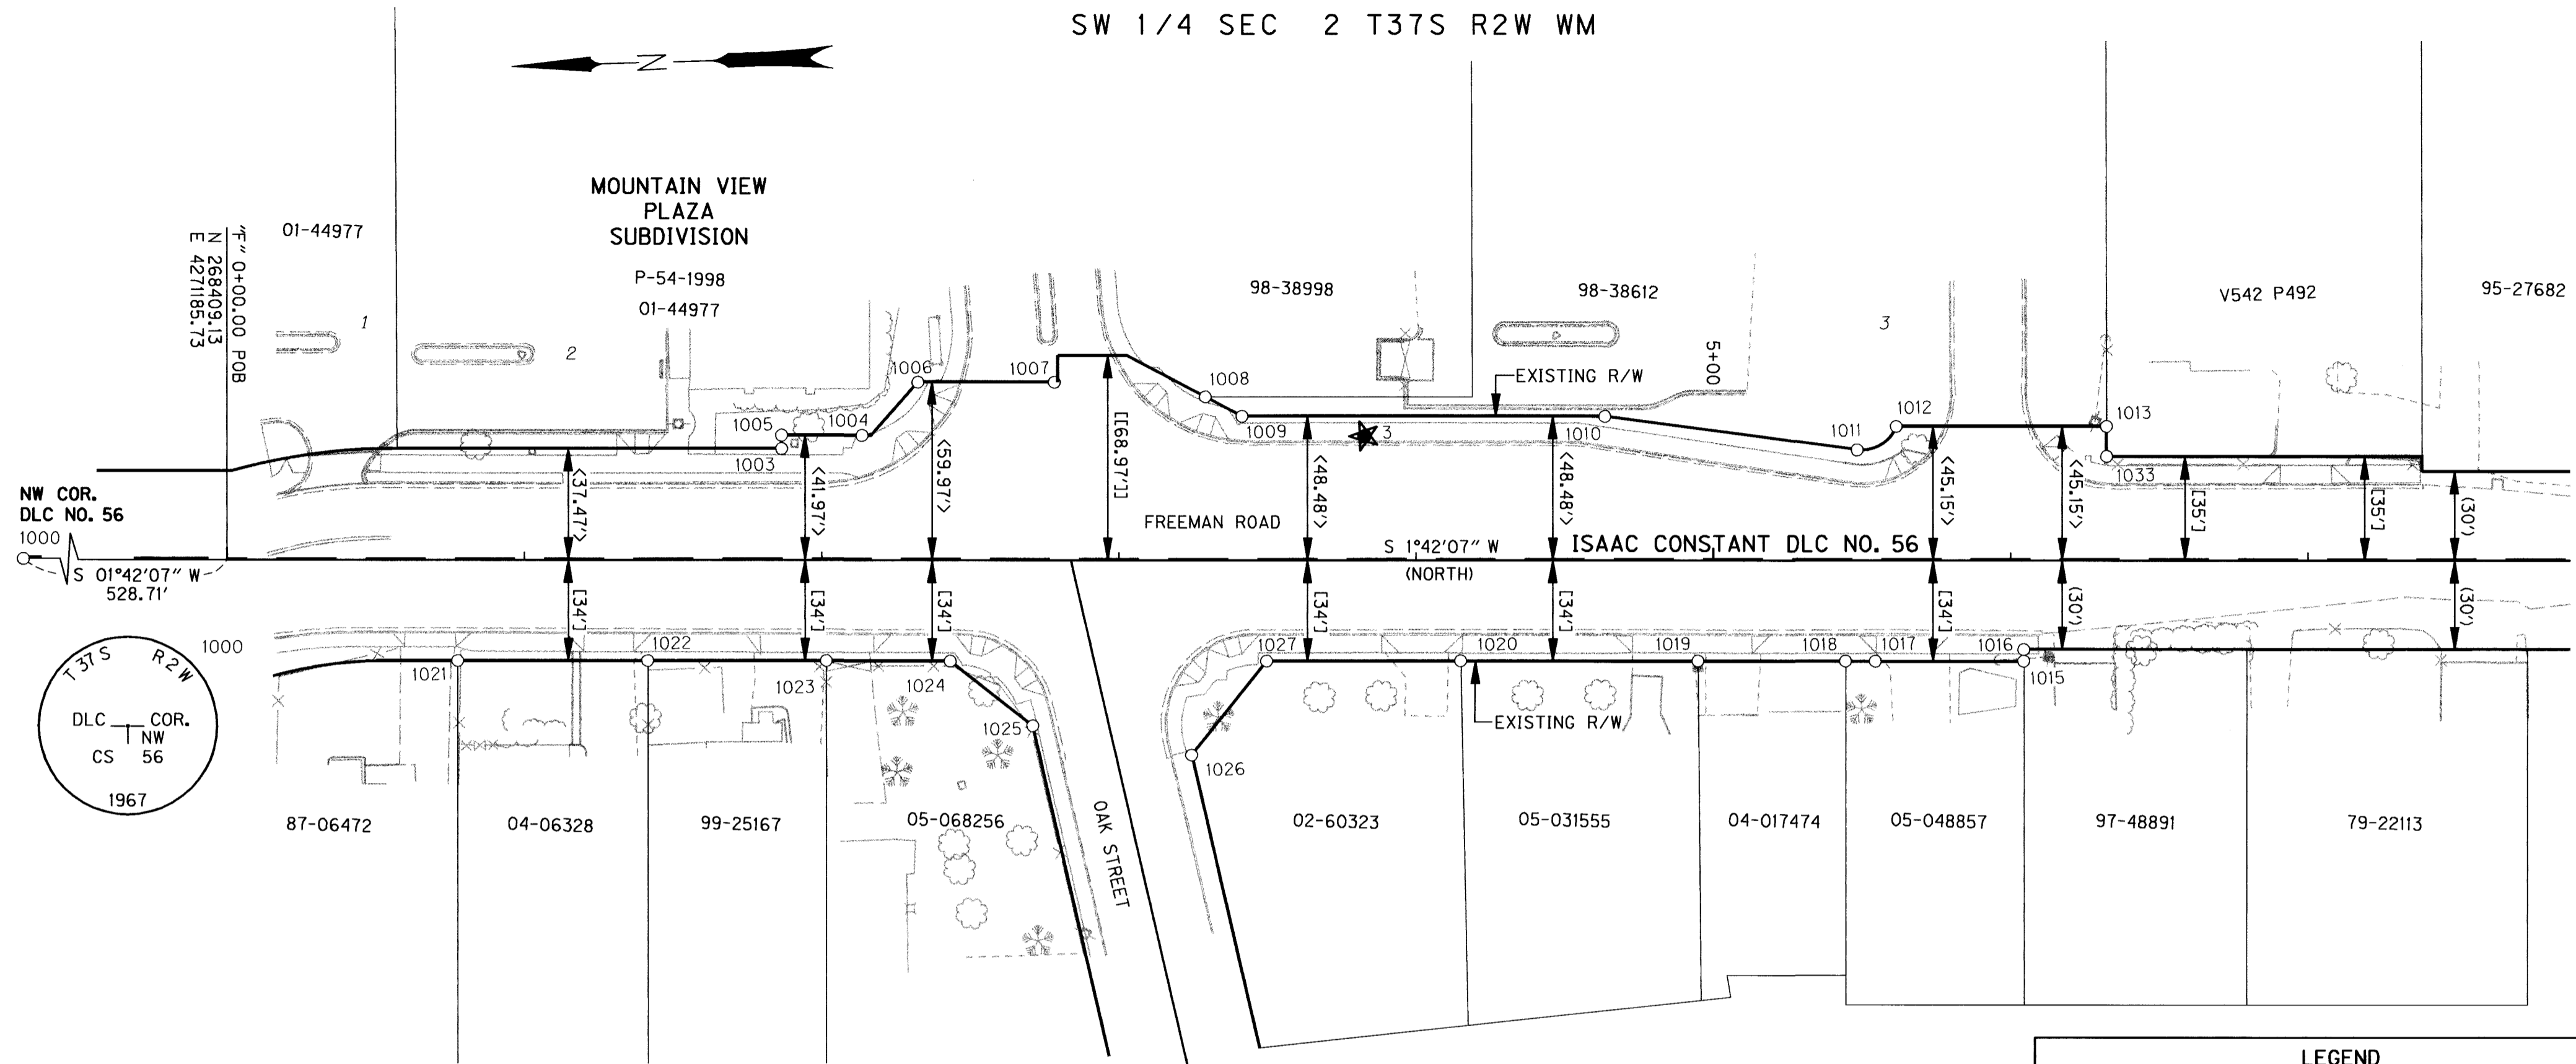 SW 1/4 SEC 2 T37S R2W WM
N
MOUNTAIN VIEW
PLAZA
SUBDIVISION
P-54-1998
01-44977
01-44977
1
2
"F" 0+00.00 POB
N 268409.13
E 4271185.73
98-38998
98-38612
3
V542 P492
95-27682
5+00
EXISTING R/W
1006
1007
1008
1005
1004
1003
1009
3
1010
1011
1012
1013
1033
<37.47'>
<41.97'>
<59.97'>
[[68.97']]
<48.48'>
<48.48'>
<45.15'>
<45.15'>
[35']
[35']
(30')
NW COR.
DLC NO. 56
1000
S 01°42'07" W
528.71'
FREEMAN ROAD
S 1°42'07" W
(NORTH)
ISAAC CONSTANT DLC NO. 56
[34']
[34']
[34']
[34']
[34']
[34']
(30')
(30')
1000
T37S R2W
DLC COR.
NW
CS 56
1967
1021
1022
1023
1024
1025
1026
1027
1020
1019
1018
1017
1016
1015
EXISTING R/W
OAK STREET
87-06472
04-06328
99-25167
05-068256
02-60323
05-031555
04-017474
05-048857
97-48891
79-22113
LEGEND